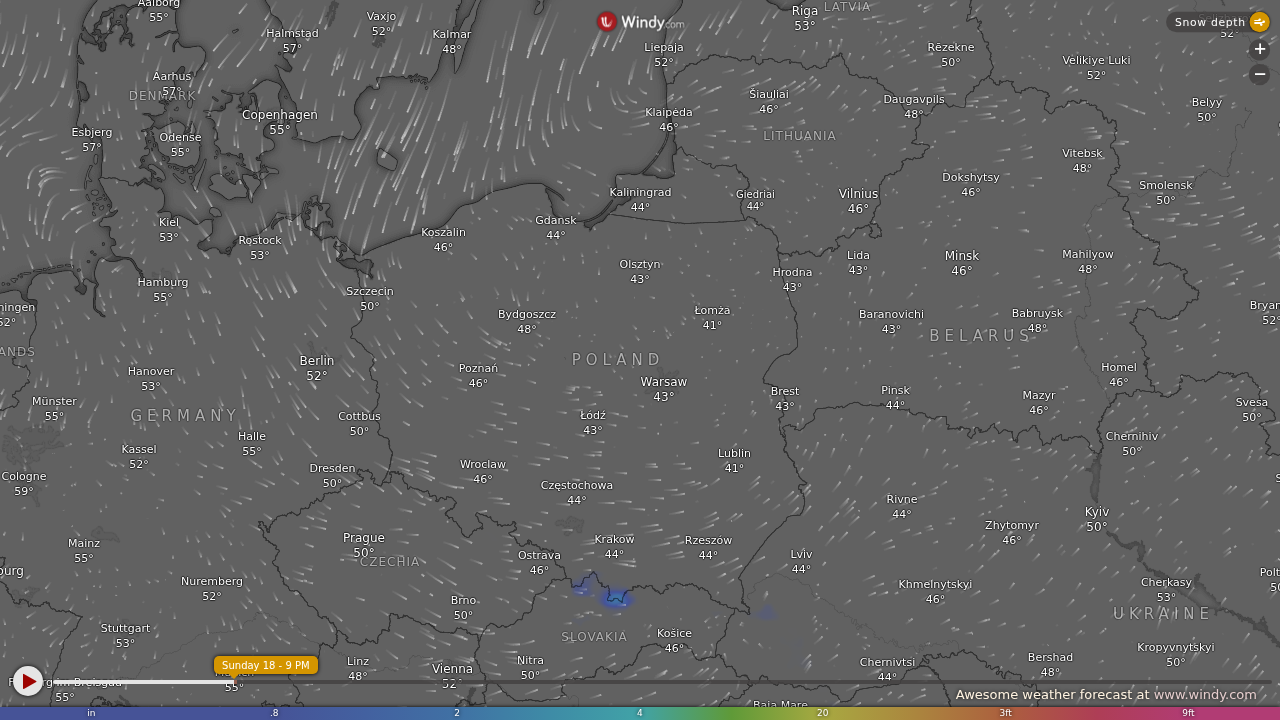 Aalborg
55°
Vaxjo
52°
Halmstad
57°
Kalmar
48°
Windy.com
Riga
53°
LATVIA
Snow depth
52°
Liepaja
52°
Rēzekne
50°
Velikiye Luki
52°
+
−
Aarhus
57°
DENMARK
Šiauliai
46°
Daugavpils
48°
Belyy
50°
Copenhagen
55°
Klaipėda
46°
Esbjerg
57°
Odense
55°
LITHUANIA
Vitebsk
48°
Dokshytsy
46°
Smolensk
50°
Kaliningrad
44°
Giedriai
44°
Vilnius
46°
Kiel
53°
Rostock
53°
Koszalin
46°
Gdansk
44°
Olsztyn
43°
Hrodna
43°
Lida
43°
Minsk
46°
Mahilyow
48°
Hamburg
55°
Szczecin
50°
Bydgoszcz
48°
Łomża
41°
Baranovichi
43°
Babruysk
48°
BELARUS
Berlin
52°
Hanover
53°
Poznań
46°
POLAND
Warsaw
43°
Brest
43°
Pinsk
44°
Mazyr
46°
Homel
46°
Münster
55°
GERMANY
Cottbus
50°
Łódź
43°
Svesa
50°
Chernihiv
50°
Kassel
52°
Halle
55°
Dresden
50°
Wroclaw
46°
Lublin
41°
Cologne
59°
Częstochowa
44°
Rivne
44°
Kyiv
50°
Zhytomyr
46°
Mainz
55°
Prague
50°
CZECHIA
Ostrava
46°
Krakow
44°
Rzeszów
44°
Lviv
44°
Nuremberg
52°
Khmelnytskyi
46°
Cherkasy
53°
UKRAINE
Brno
50°
Stuttgart
53°
SLOVAKIA
Košice
46°
Kropyvnytskyi
50°
Sunday 18 - 9 PM
Linz
48°
Vienna
52°
Nitra
50°
Chernivtsi
44°
Bershad
48°
55°
55°
Baia Mare
Awesome weather forecast at www.windy.com
in .8 2 4 20 3ft 9ft